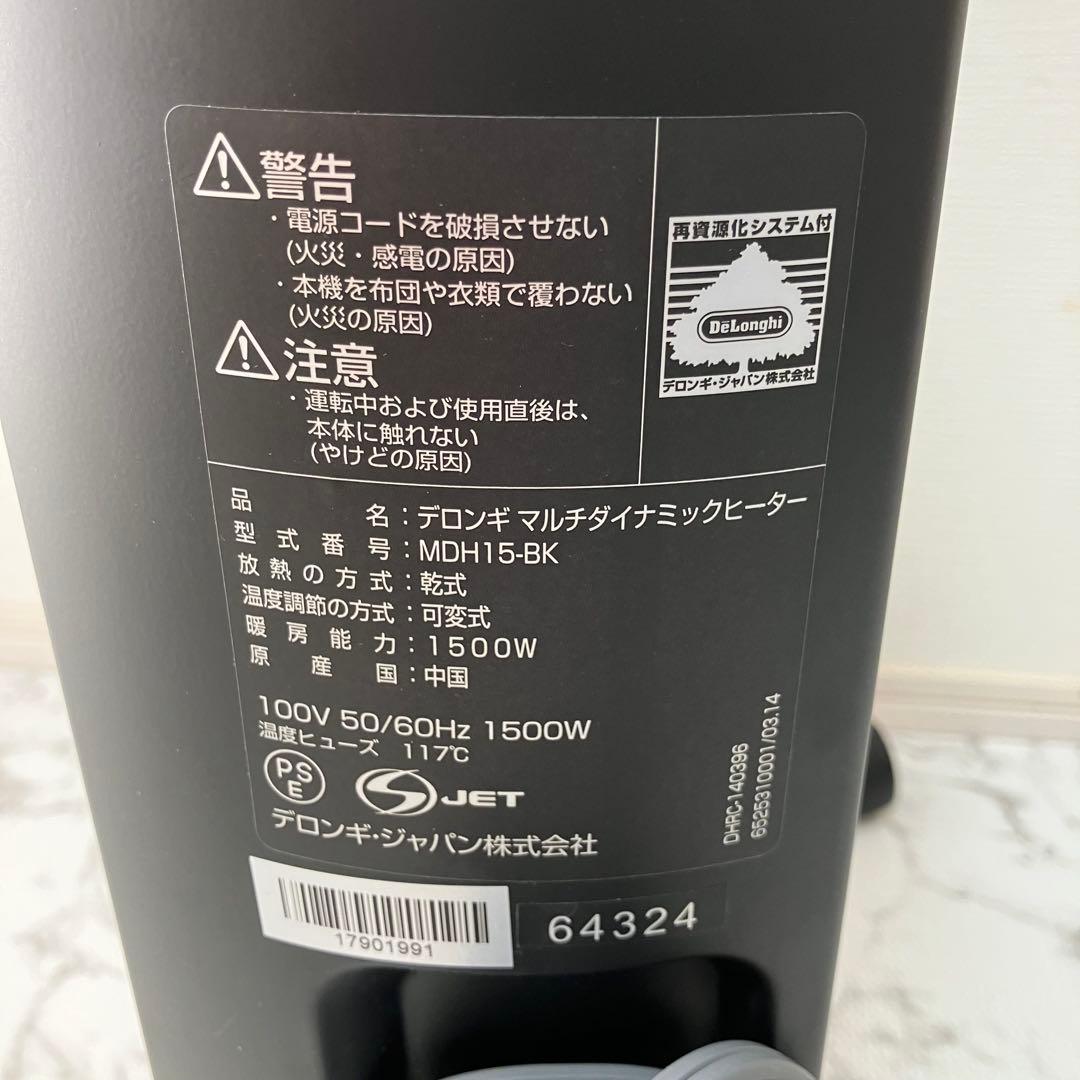 警告
・電源コードを破損させない
(火災・感電の原因)
・本機を布団や衣類で覆わない
(火災の原因)
注意
・運転中および使用直後は、
本体に触れない
(やけどの原因)
再資源化システム付
DeLonghi
デロンギ・ジャパン株式会社
品名：デロンギ マルチダイナミックヒーター
型式番号：MDH15-BK
放熱の方式：乾式
温度調節の方式：可変式
暖房能力：1500W
原産国：中国
100V 50/60Hz 1500W
温度ヒューズ 117℃
PSE
JET
デロンギ・ジャパン株式会社
DHRC-140396
6525310001/03.14
17901991
64324